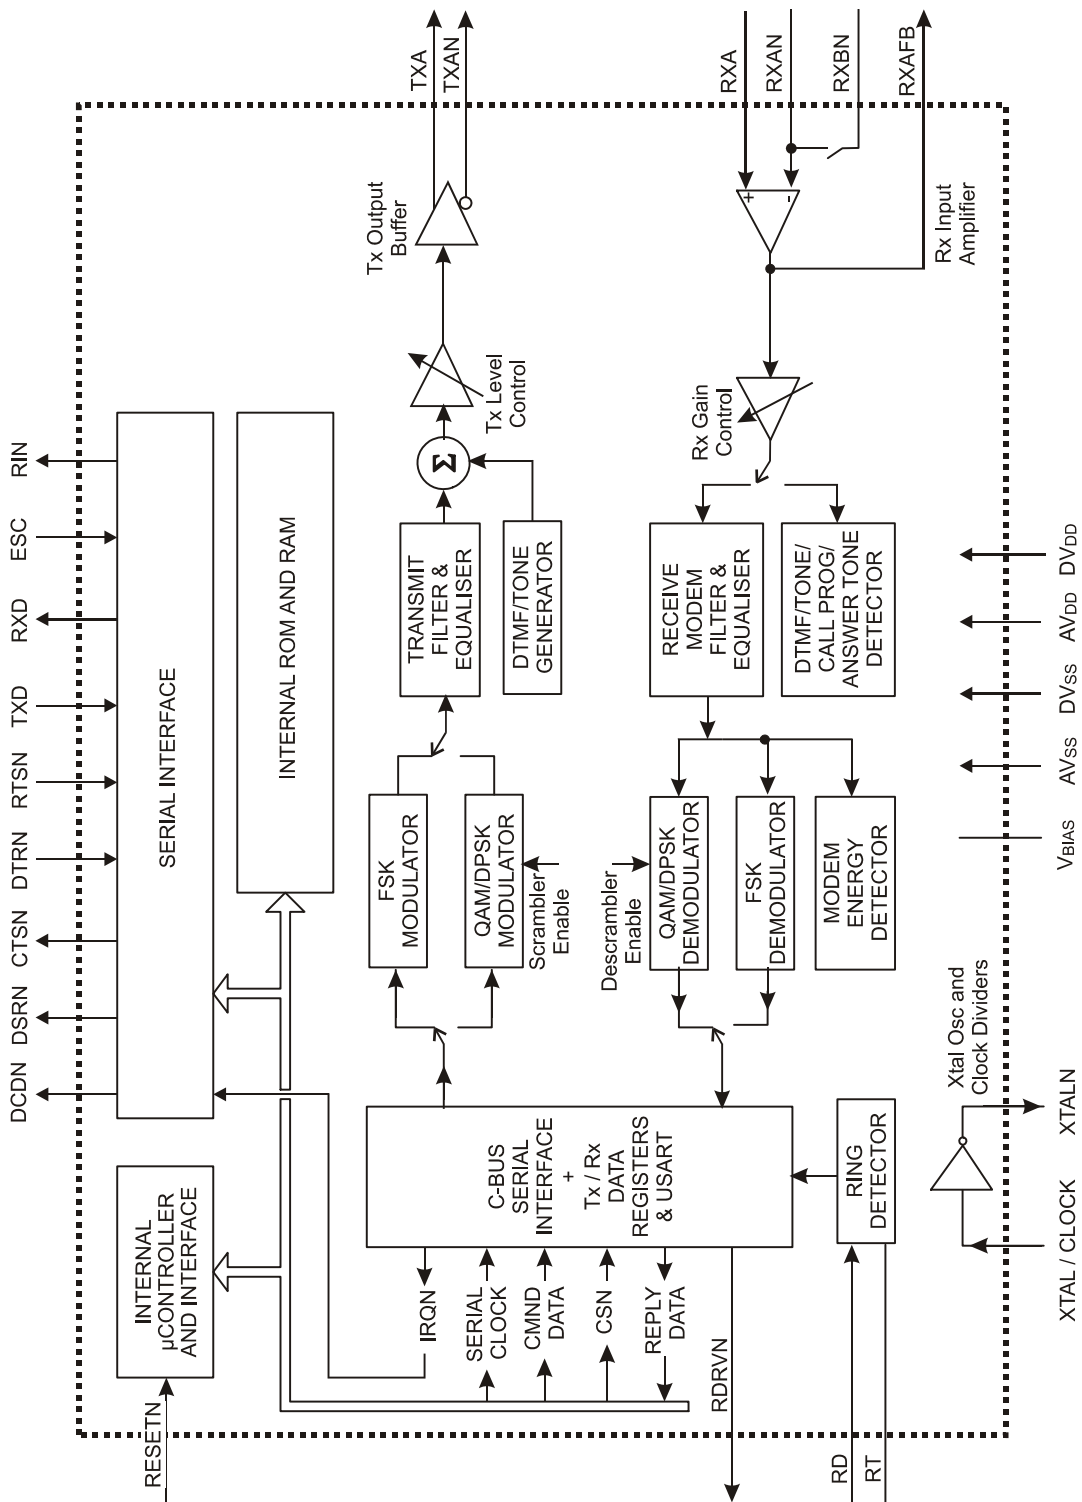 TXA
TXAN
RXA
RXAN
RXBN
RXAFB
Tx Output
Buffer
+
-
Rx Input
Amplifier
Tx Level
Control
Rx Gain
Control
Σ
RIN
ESC
RXD
TXD
RTSN
DTRN
CTSN
DSRN
DCDN
SERIAL INTERFACE
INTERNAL ROM AND RAM
TRANSMIT
FILTER &
EQUALISER
DTMF/TONE
GENERATOR
RECEIVE
MODEM
FILTER &
EQUALISER
DTMF/TONE/
CALL PROG/
ANSWER TONE
DETECTOR
DVDD
AVDD
DVSS
AVSS
VBIAS
FSK
MODULATOR
QAM/DPSK
MODULATOR
Scrambler
Enable
Descrambler
Enable
QAM/DPSK
DEMODULATOR
FSK
DEMODULATOR
MODEM
ENERGY
DETECTOR
Xtal Osc and
Clock Dividers
XTALN
XTAL / CLOCK
INTERNAL
µCONTROLLER
AND INTERFACE
C-BUS
SERIAL
INTERFACE
+
Tx / Rx
DATA
REGISTERS
& USART
RING
DETECTOR
IRQN
SERIAL
CLOCK
CMND
DATA
CSN
REPLY
DATA
RDRVN
RESETN
RD
RT